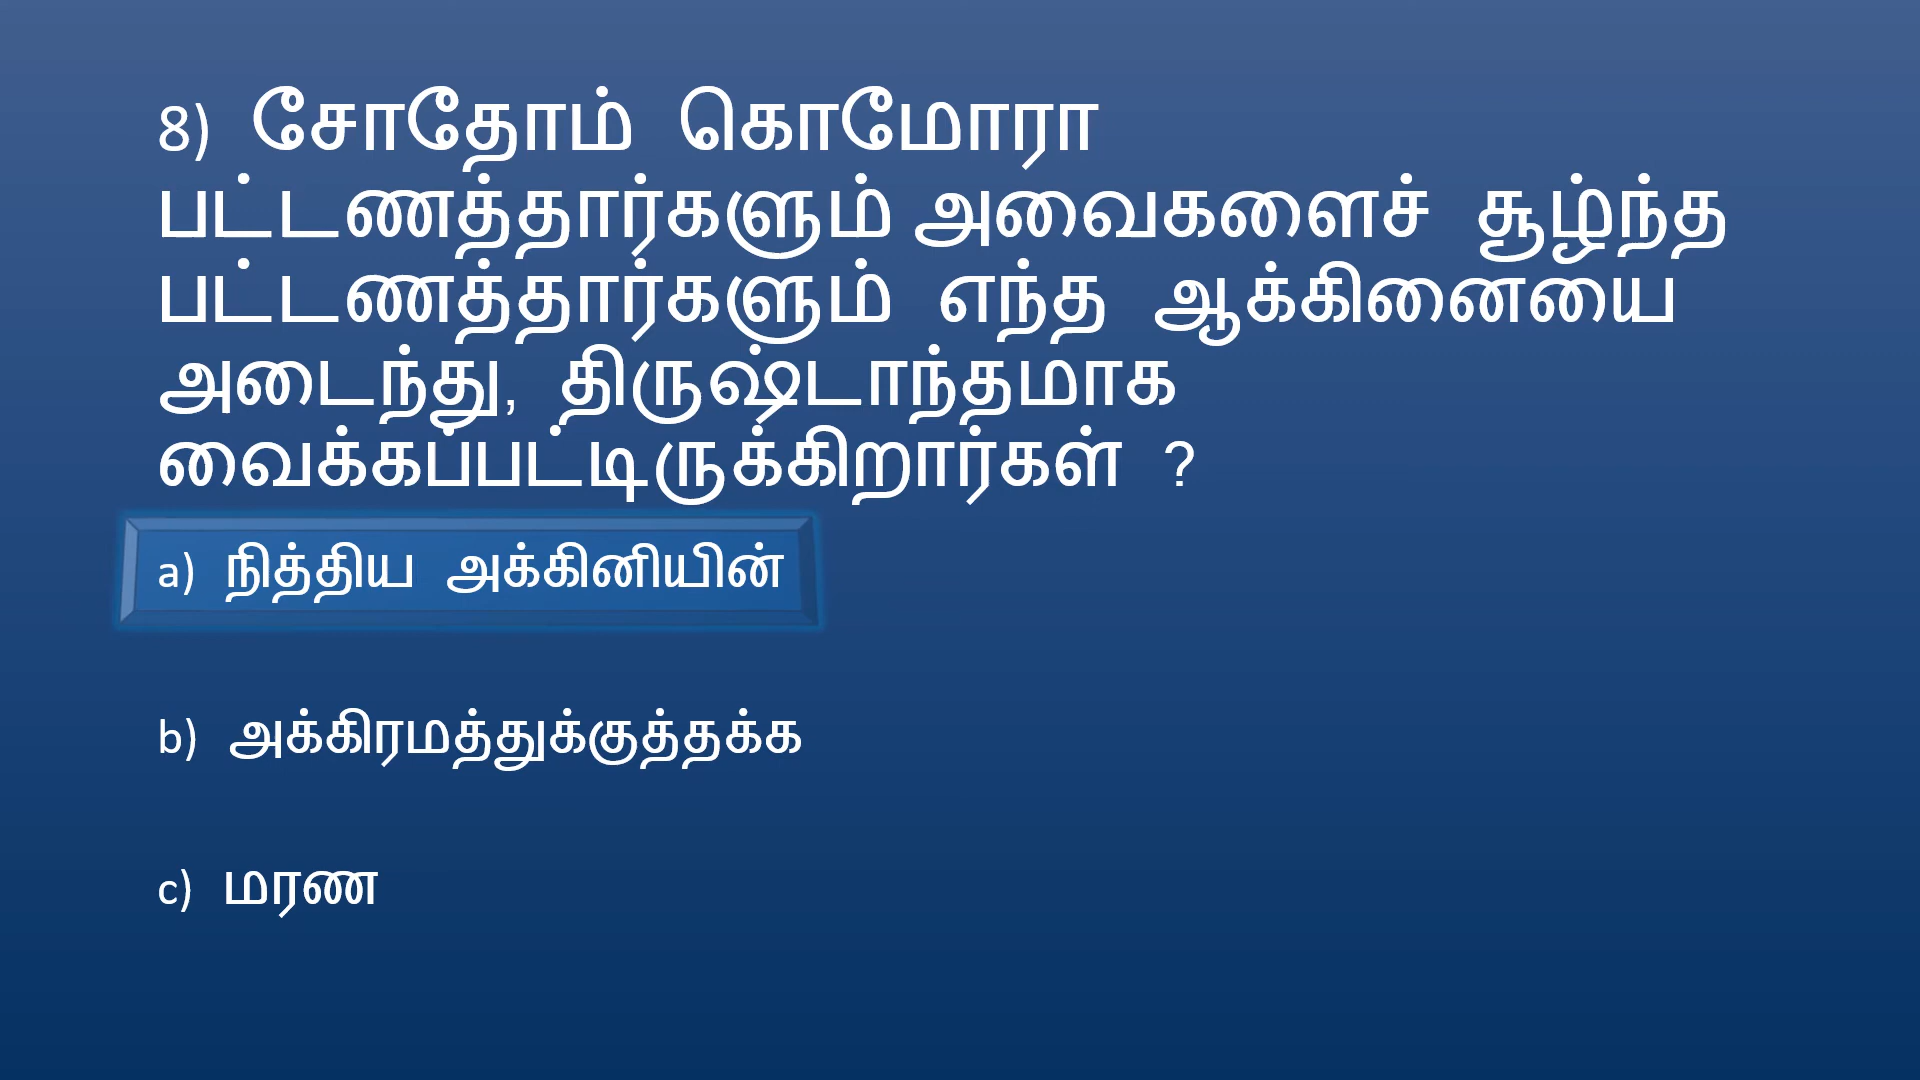 8) சோதோம் கொமோரா
பட்டணத்தார்களும் அவைகளைச் சூழ்ந்த
பட்டணத்தார்களும் எந்த ஆக்கினையை
அடைந்து, திருஷ்டாந்தமாக
வைக்கப்பட்டிருக்கிறார்கள் ?
a) நித்திய அக்கினியின்
b) அக்கிரமத்துக்குத்தக்க
c) மரண